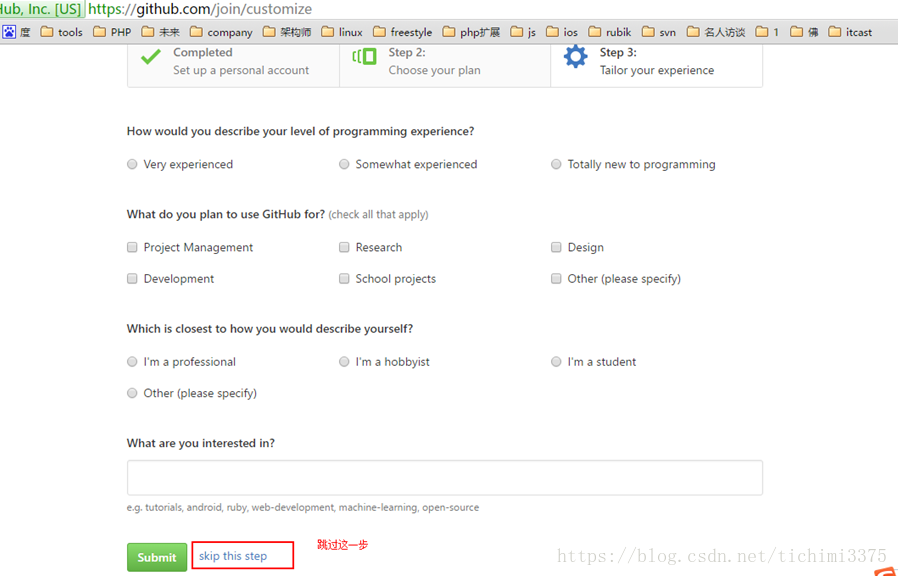 Hub, Inc. [US] https://github.com/join/customize
度 tools PHP 未来 company 架构师 linux freestyle php扩展 js ios rubik svn 名人访谈 1 佛 itcast
Completed Step 2: Step 3:
Set up a personal account Choose your plan Tailor your experience
How would you describe your level of programming experience?
Very experienced Somewhat experienced Totally new to programming
What do you plan to use GitHub for? (check all that apply)
Project Management Research Design
Development School projects Other (please specify)
Which is closest to how you would describe yourself?
I'm a professional I'm a hobbyist I'm a student
Other (please specify)
What are you interested in?
e.g. tutorials, android, ruby, web-development, machine-learning, open-source
Submit skip this step 跳过这一步
https://blog.csdn.net/tichimi3375